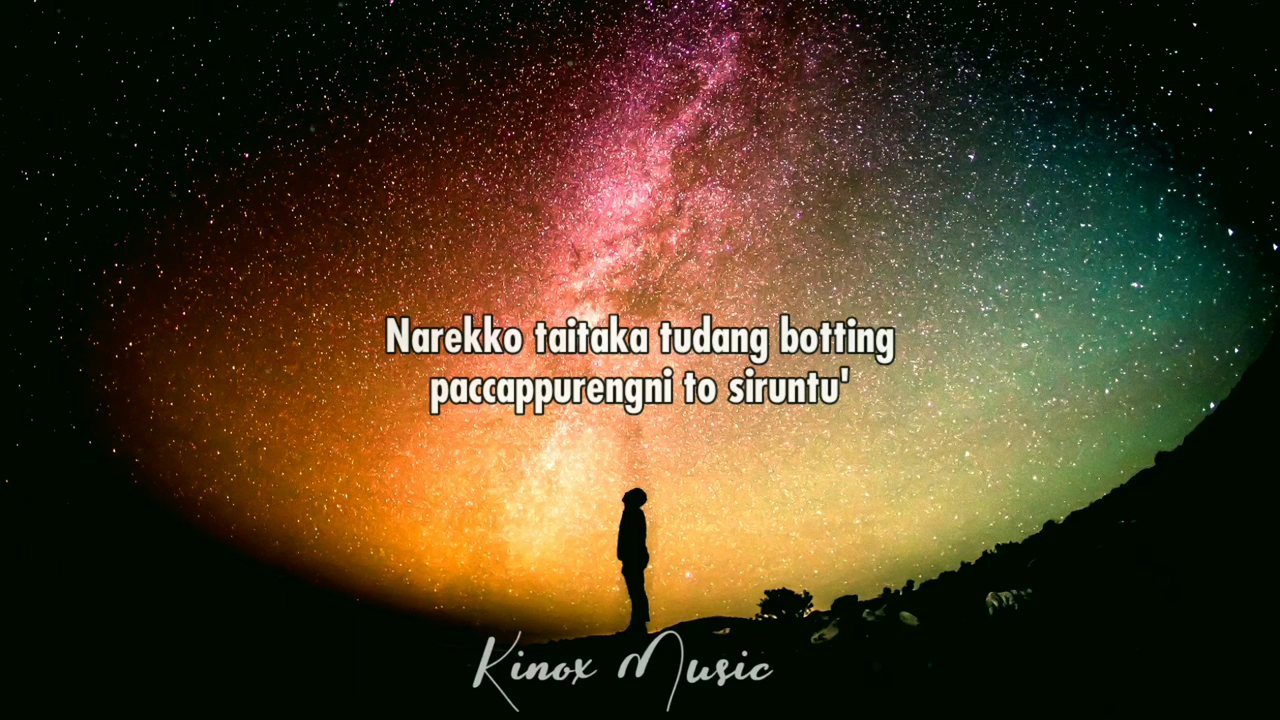 Narekko taitaka tudang botting
paccappurengni to siruntu'
Kinox Music